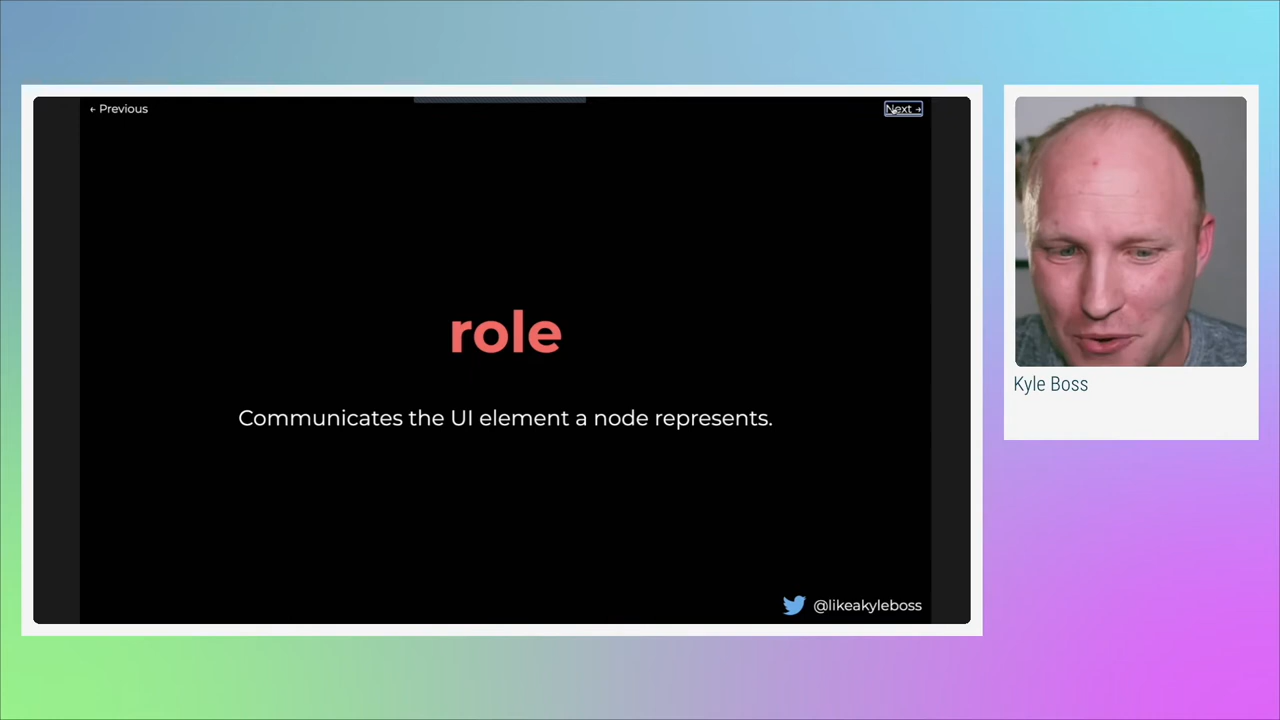 ← Previous
Next →
role
Communicates the UI element a node represents.
@likeakyleboss
Kyle Boss